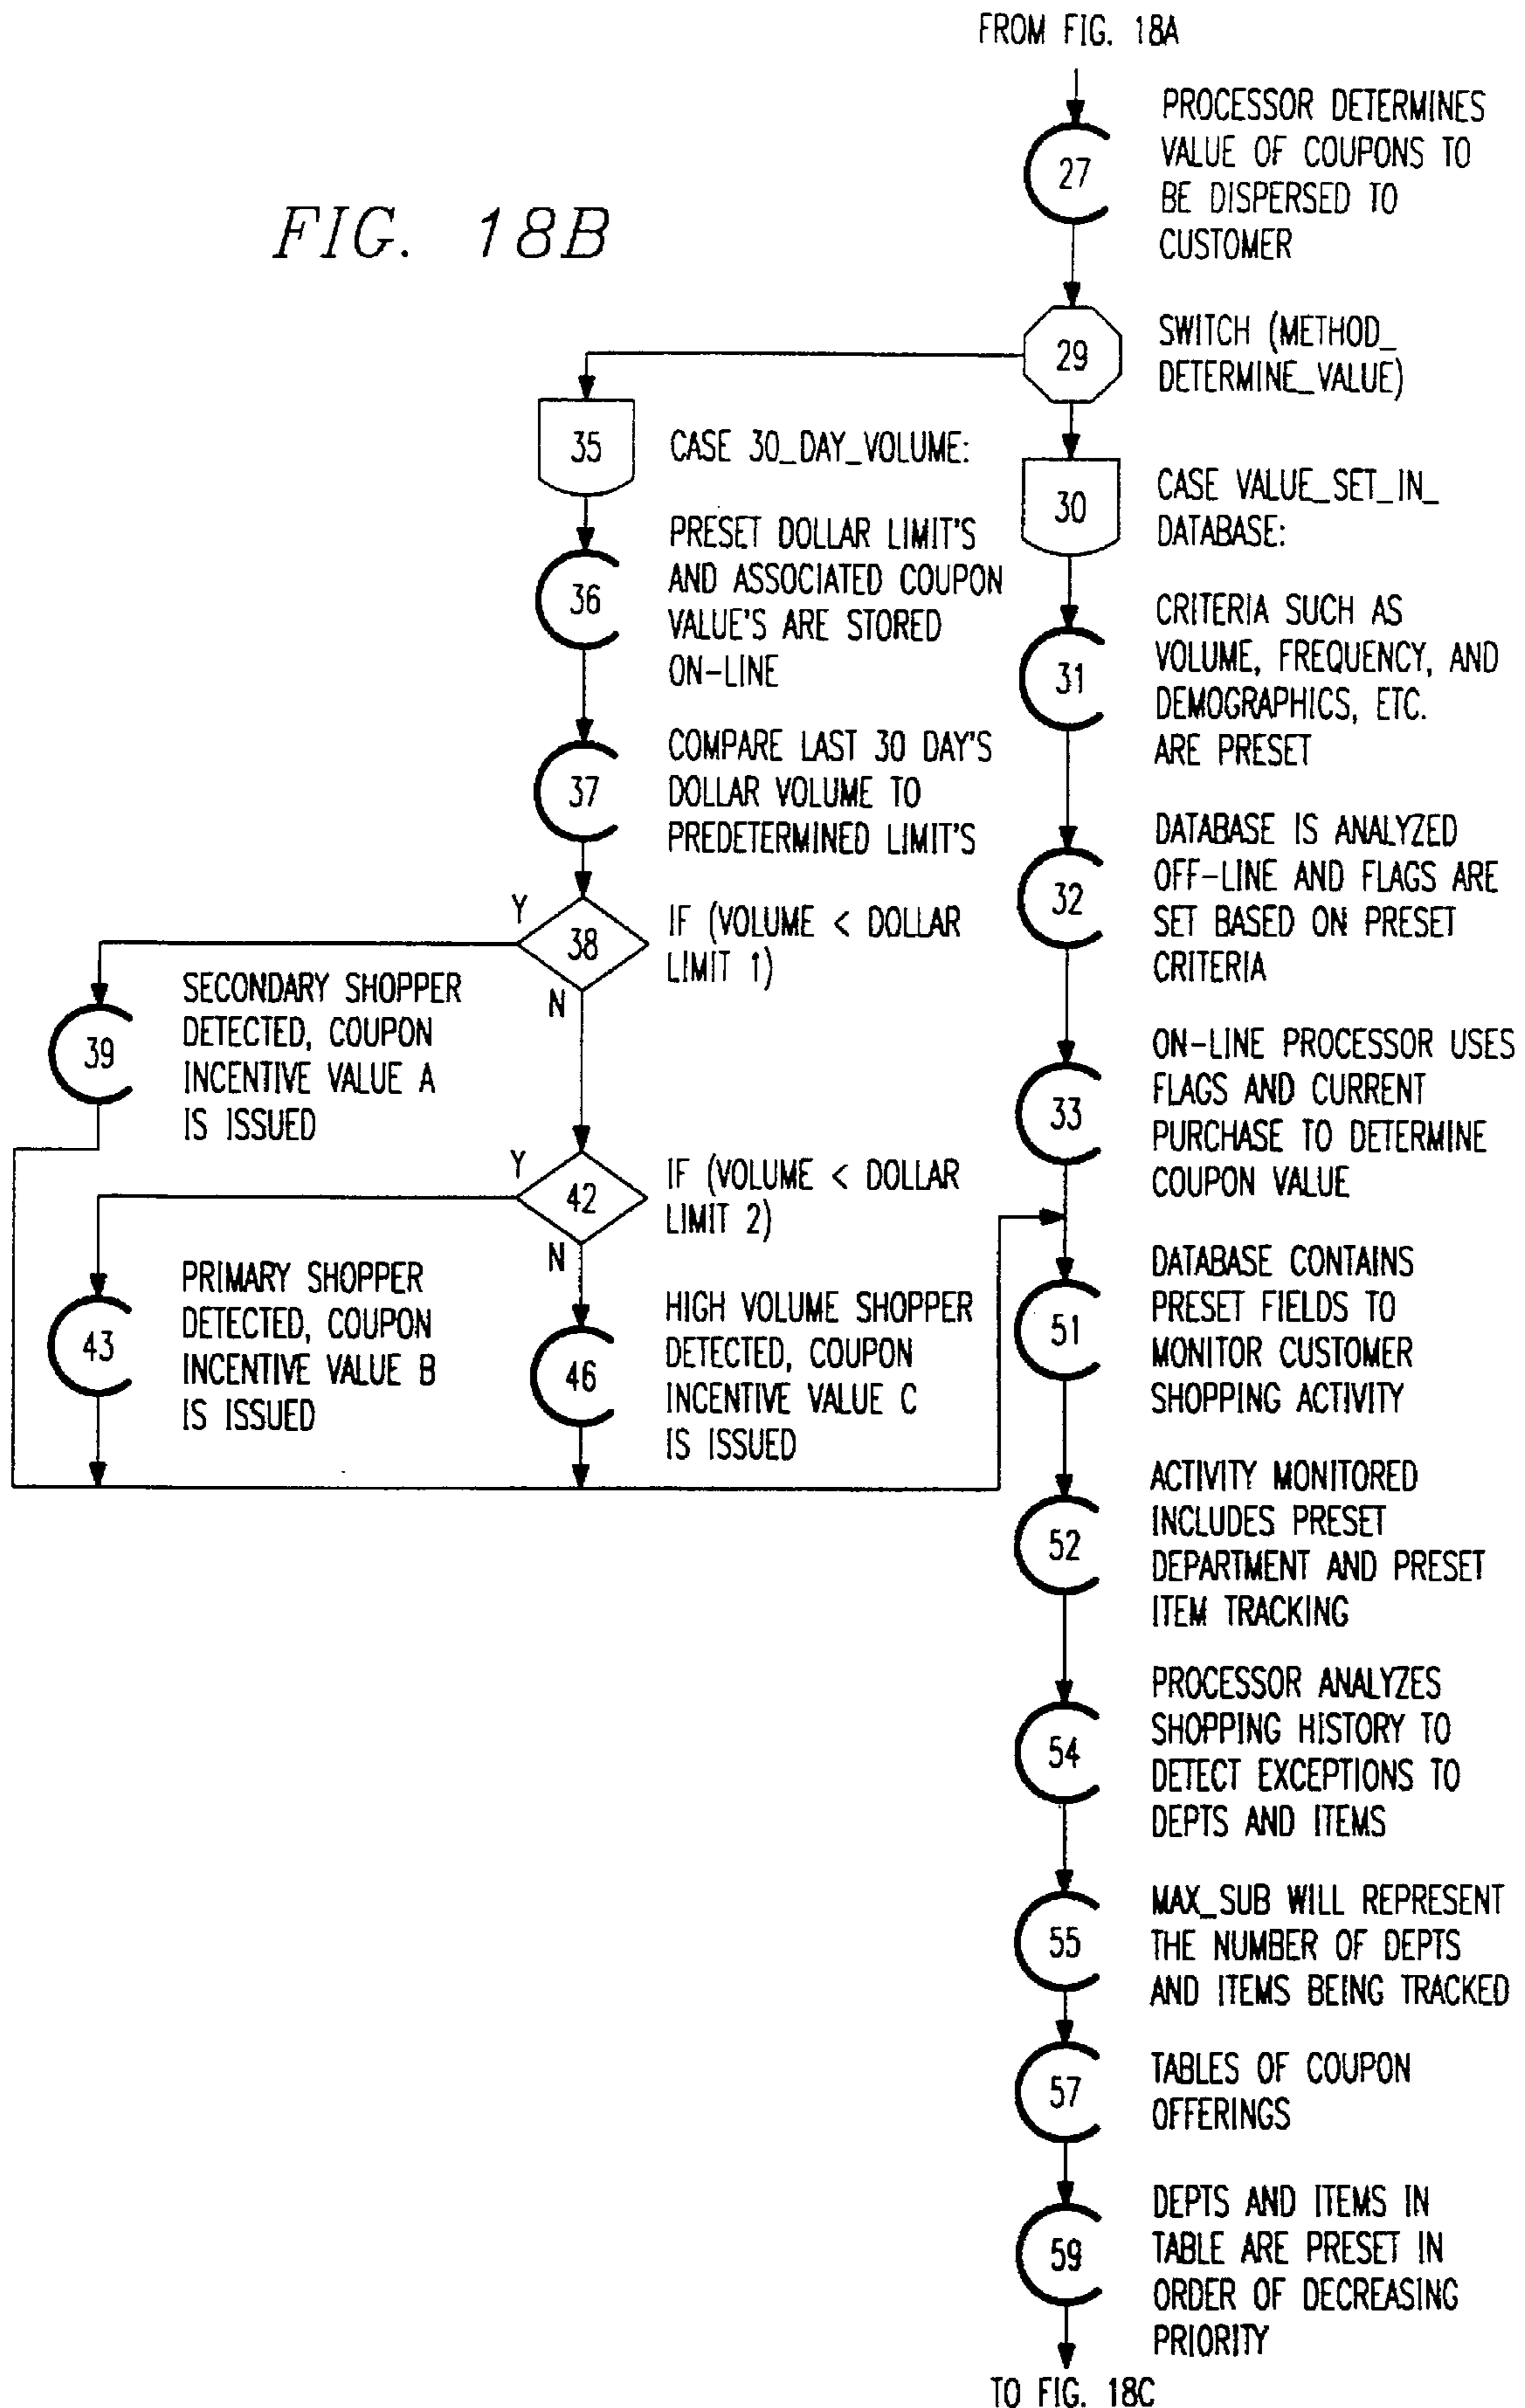 FROM FIG. 18A
FIG. 18B
27
PROCESSOR DETERMINES
VALUE OF COUPONS TO
BE DISPERSED TO
CUSTOMER
29
SWITCH (METHOD_
DETERMINE_VALUE)
35
CASE 30_DAY_VOLUME:
30
CASE VALUE_SET_IN_
DATABASE:
36
PRESET DOLLAR LIMIT'S
AND ASSOCIATED COUPON
VALUE'S ARE STORED
ON-LINE
31
CRITERIA SUCH AS
VOLUME, FREQUENCY, AND
DEMOGRAPHICS, ETC.
ARE PRESET
37
COMPARE LAST 30 DAY'S
DOLLAR VOLUME TO
PREDETERMINED LIMIT'S
32
DATABASE IS ANALYZED
OFF-LINE AND FLAGS ARE
SET BASED ON PRESET
CRITERIA
Y
38
N
IF (VOLUME < DOLLAR
LIMIT 1)
39
SECONDARY SHOPPER
DETECTED, COUPON
INCENTIVE VALUE A
IS ISSUED
33
ON-LINE PROCESSOR USES
FLAGS AND CURRENT
PURCHASE TO DETERMINE
COUPON VALUE
Y
42
N
IF (VOLUME < DOLLAR
LIMIT 2)
43
PRIMARY SHOPPER
DETECTED, COUPON
INCENTIVE VALUE B
IS ISSUED
46
HIGH VOLUME SHOPPER
DETECTED, COUPON
INCENTIVE VALUE C
IS ISSUED
51
DATABASE CONTAINS
PRESET FIELDS TO
MONITOR CUSTOMER
SHOPPING ACTIVITY
52
ACTIVITY MONITORED
INCLUDES PRESET
DEPARTMENT AND PRESET
ITEM TRACKING
54
PROCESSOR ANALYZES
SHOPPING HISTORY TO
DETECT EXCEPTIONS TO
DEPTS AND ITEMS
55
MAX_SUB WILL REPRESENT
THE NUMBER OF DEPTS
AND ITEMS BEING TRACKED
57
TABLES OF COUPON
OFFERINGS
59
DEPTS AND ITEMS IN
TABLE ARE PRESET IN
ORDER OF DECREASING
PRIORITY
TO FIG. 18C